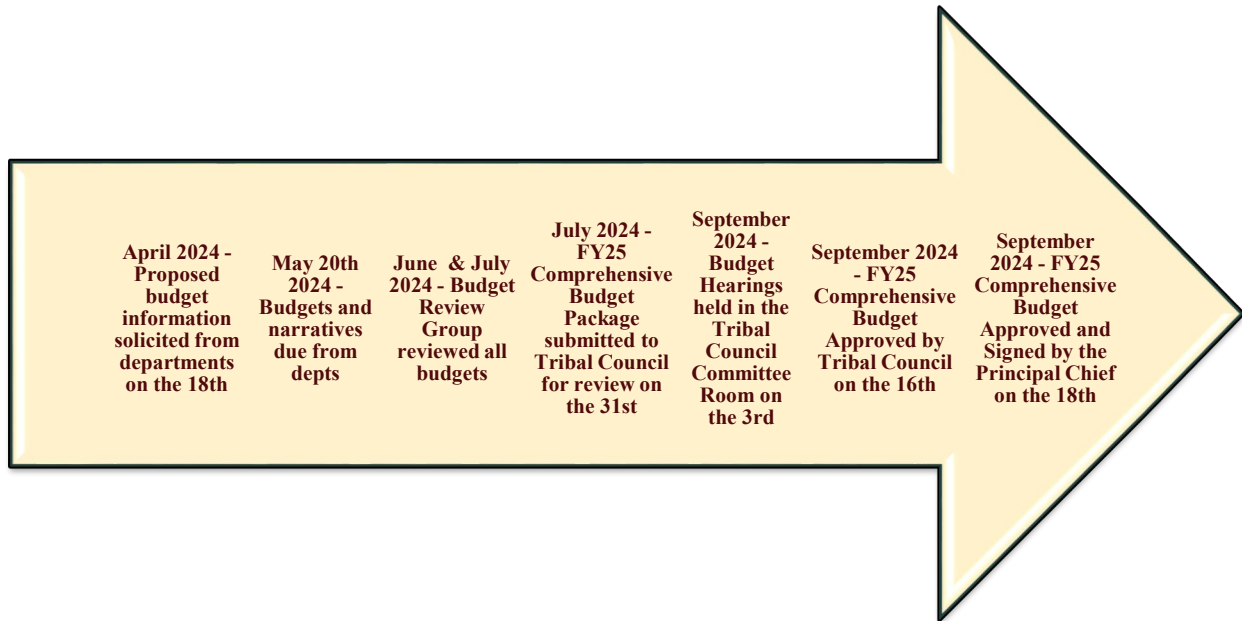 April 2024 -
Proposed
budget
information
solicited from
departments
on the 18th
May 20th
2024 -
Budgets and
narratives
due from
depts
June & July
2024 - Budget
Review
Group
reviewed all
budgets
July 2024 -
FY25
Comprehensive
Budget
Package
submitted to
Tribal Council
for review on
the 31st
September
2024 -
Budget
Hearings
held in the
Tribal
Council
Committee
Room on
the 3rd
September 2024
- FY25
Comprehensive
Budget
Approved by
Tribal Council
on the 16th
September
2024 - FY25
Comprehensive
Budget
Approved and
Signed by the
Principal Chief
on the 18th